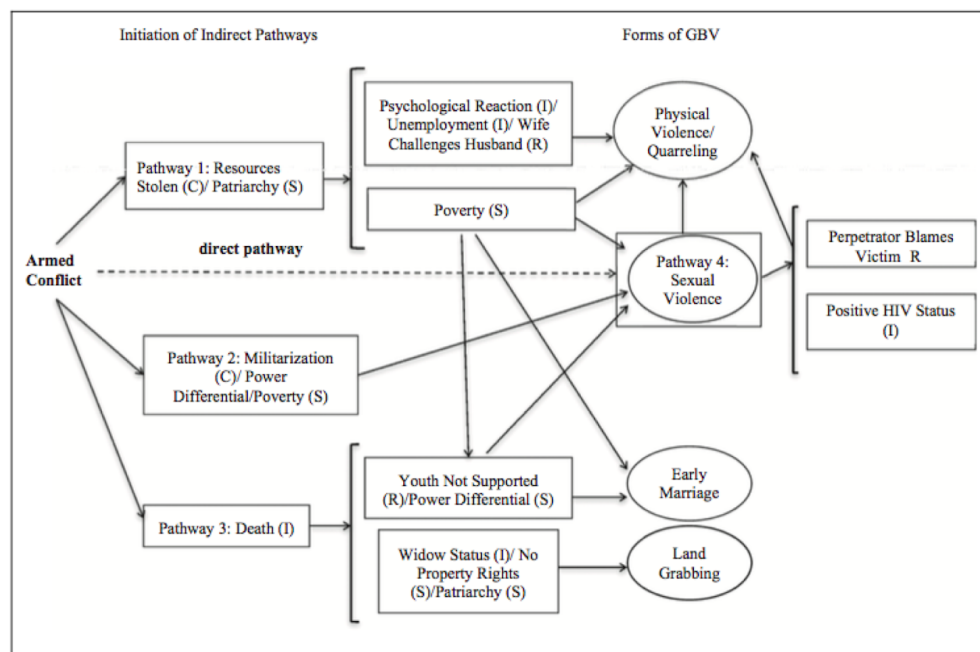 Initiation of Indirect Pathways
Forms of GBV
Psychological Reaction (I)/
Unemployment (I)/ Wife
Challenges Husband (R)
Physical
Violence/
Quarreling
Pathway 1: Resources
Stolen (C)/ Patriarchy (S)
Poverty (S)
direct pathway
Armed
Conflict
Pathway 4:
Sexual
Violence
Perpetrator Blames
Victim R
Positive HIV Status
(I)
Pathway 2: Militarization
(C)/ Power
Differential/Poverty (S)
Youth Not Supported
(R)/Power Differential (S)
Early
Marriage
Pathway 3: Death (I)
Widow Status (I)/ No
Property Rights
(S)/Patriarchy (S)
Land
Grabbing